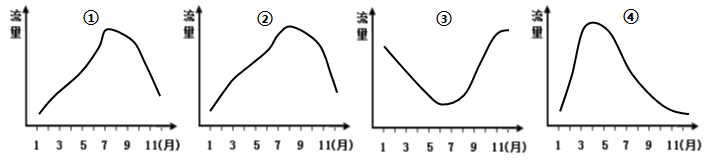 流量 ① 1 3 5 7 9 11(月)
流量 ② 1 3 5 7 9 11(月)
流量 ③ 1 3 5 7 9 11(月)
流量 ④ 1 3 5 7 9 11(月)